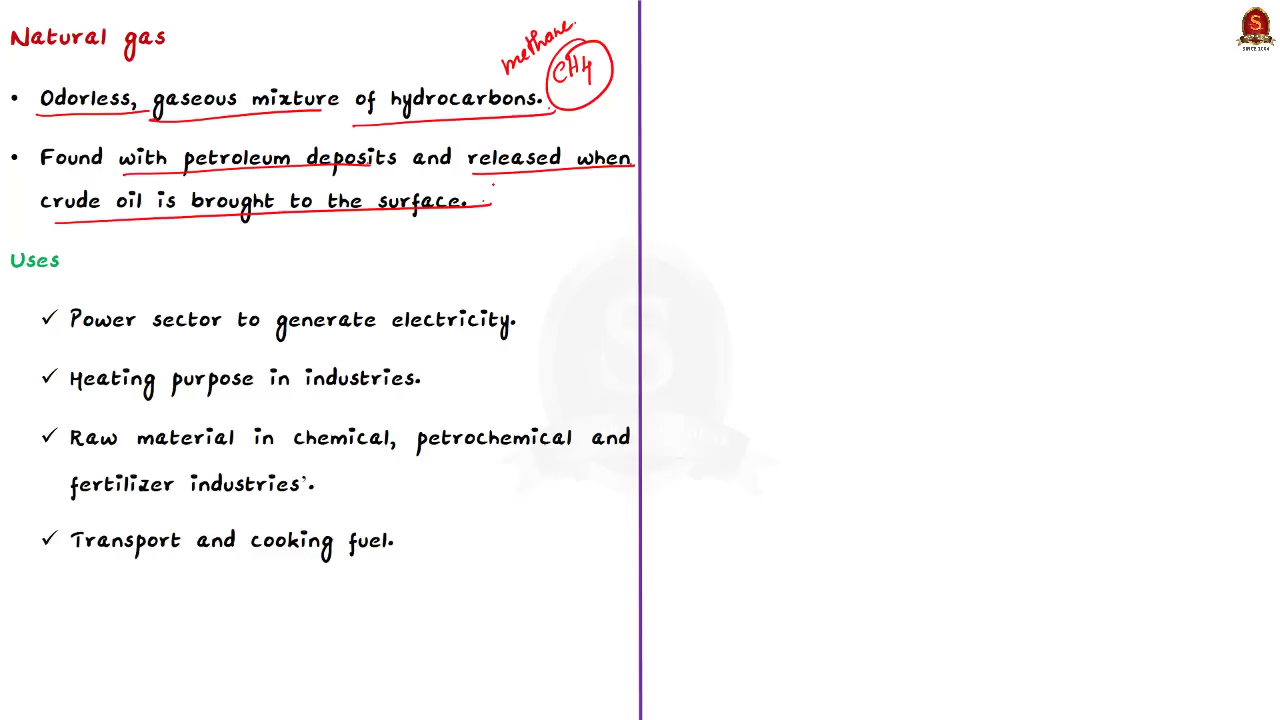 Natural gas
methane
CH4
• Odorless, gaseous mixture of hydrocarbons.
• Found with petroleum deposits and released when
crude oil is brought to the surface.
Uses
✓ Power sector to generate electricity.
✓ Heating purpose in industries.
✓ Raw material in chemical, petrochemical and
fertilizer industries’.
✓ Transport and cooking fuel.
S
SINCE 2004
S